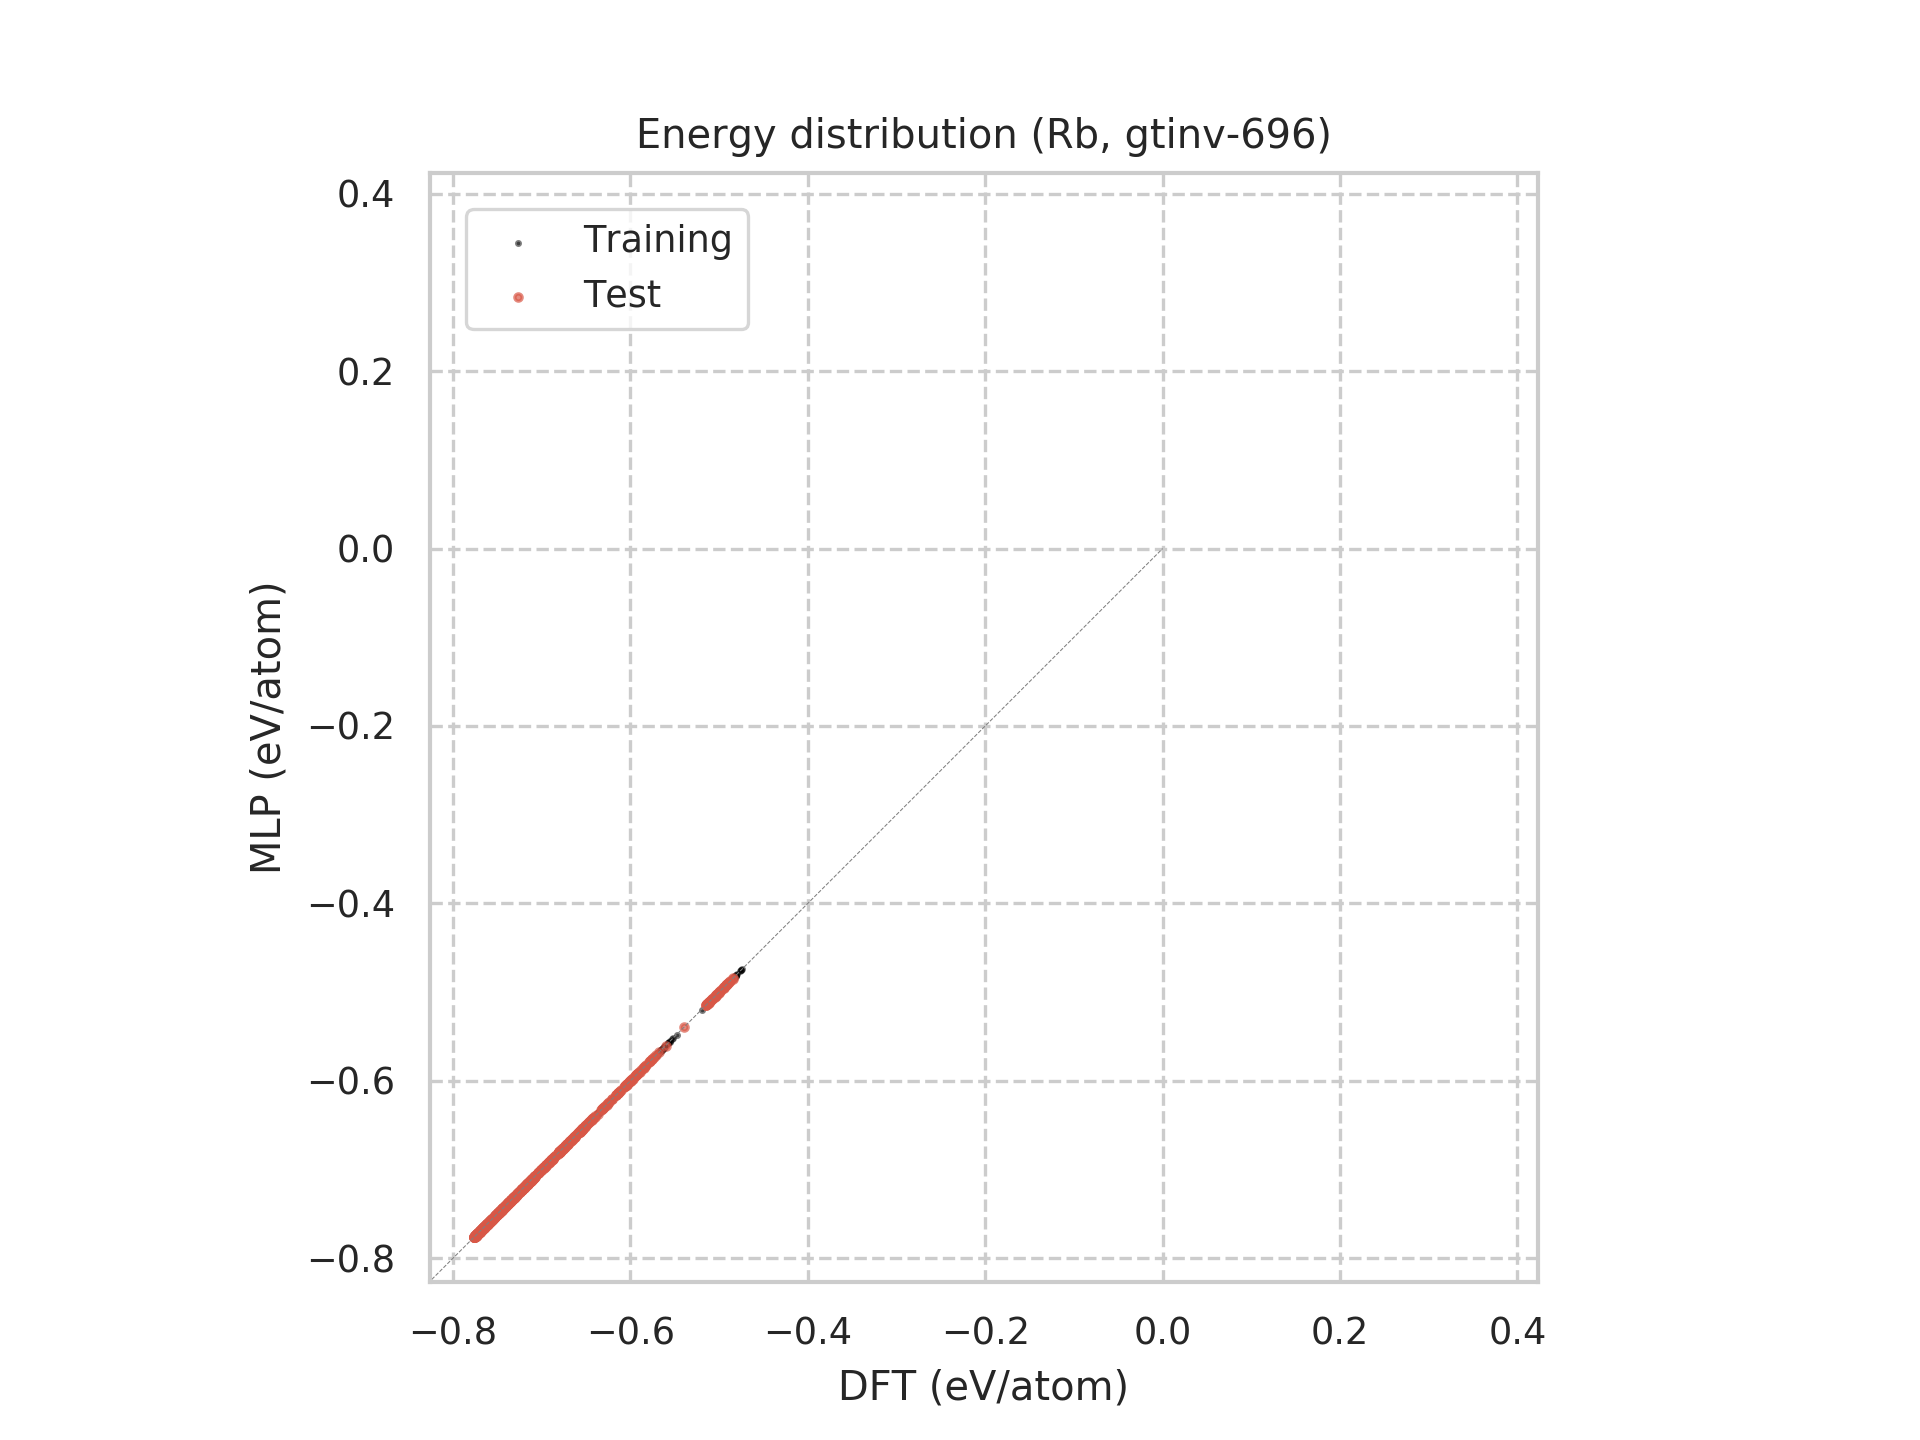 Energy distribution (Rb, gtinv-696)
Training
Test
0.4
0.2
0.0
−0.2
−0.4
−0.6
−0.8
MLP (eV/atom)
−0.8 −0.6 −0.4 −0.2 0.0 0.2 0.4
DFT (eV/atom)